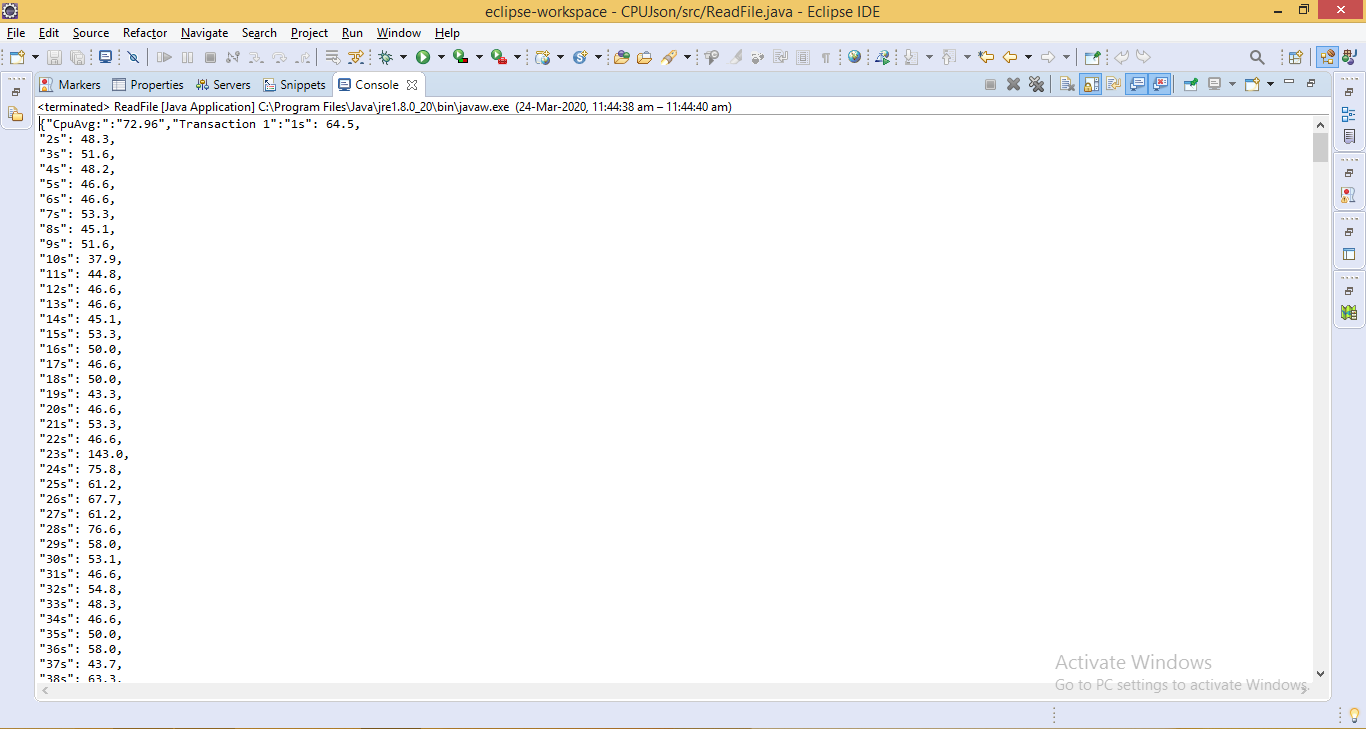 eclipse-workspace - CPUJson/src/ReadFile.java - Eclipse IDE
File Edit Source Refactor Navigate Search Project Run Window Help
Markers Properties Servers Snippets Console
<terminated> ReadFile [Java Application] C:\Program Files\Java\jre1.8.0_20\bin\javaw.exe (24-Mar-2020, 11:44:38 am – 11:44:40 am)
{"CpuAvg:":"72.96","Transaction 1":"1s": 64.5,
"2s": 48.3,
"3s": 51.6,
"4s": 48.2,
"5s": 46.6,
"6s": 46.6,
"7s": 53.3,
"8s": 45.1,
"9s": 51.6,
"10s": 37.9,
"11s": 44.8,
"12s": 46.6,
"13s": 46.6,
"14s": 45.1,
"15s": 53.3,
"16s": 50.0,
"17s": 46.6,
"18s": 50.0,
"19s": 43.3,
"20s": 46.6,
"21s": 53.3,
"22s": 46.6,
"23s": 143.0,
"24s": 75.8,
"25s": 61.2,
"26s": 67.7,
"27s": 61.2,
"28s": 76.6,
"29s": 58.0,
"30s": 53.1,
"31s": 46.6,
"32s": 54.8,
"33s": 48.3,
"34s": 46.6,
"35s": 50.0,
"36s": 58.0,
"37s": 43.7,
"38s": 63.3,
Activate Windows
Go to PC settings to activate Windows.